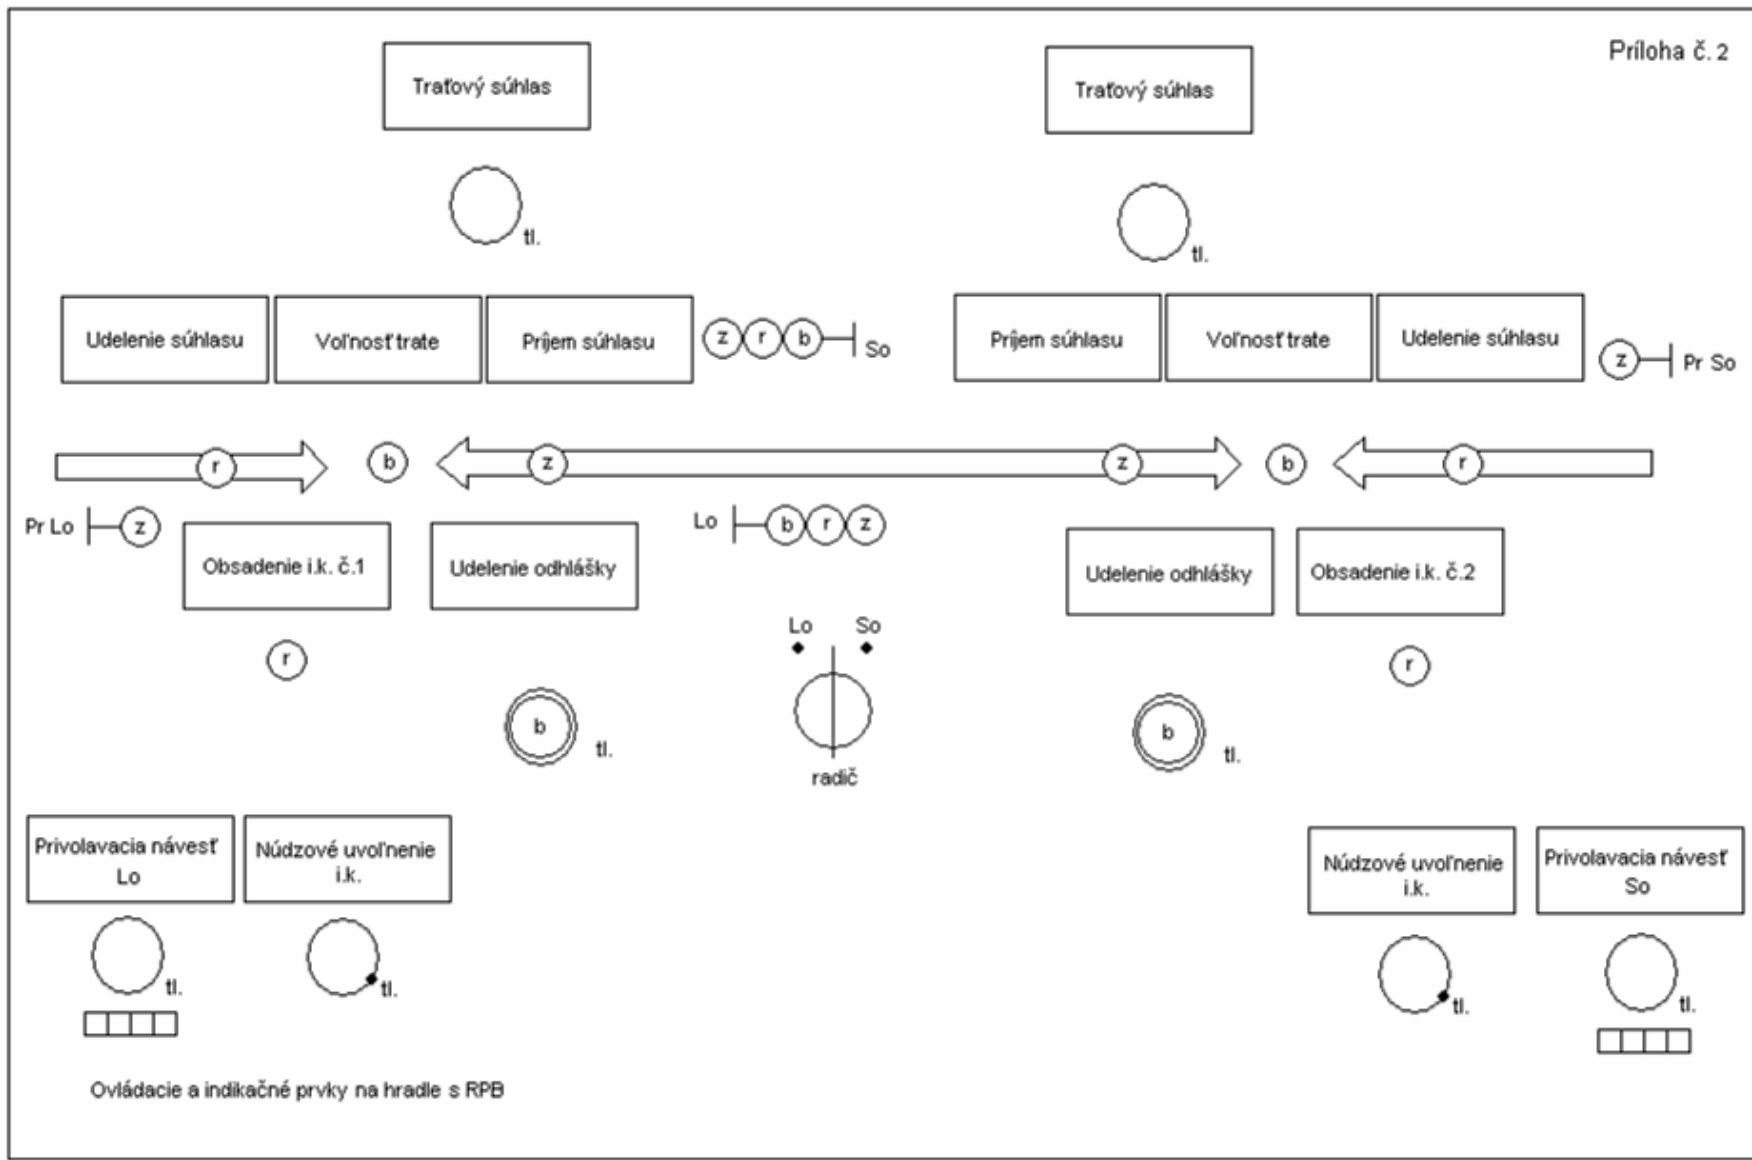 Príloha č. 2
Traťový súhlas
Traťový súhlas
tl.
tl.
Udelenie súhlasu
Voľnosť trate
Príjem súhlasu
z r b
So
Príjem súhlasu
Voľnosť trate
Udelenie súhlasu
z
Pr So
r
b
z
z
b
r
Pr Lo
z
Obsadenie i.k. č.1
Udelenie odhlášky
Lo
b r z
Udelenie odhlášky
Obsadenie i.k. č.2
r
Lo
So
r
b
tl.
radič
b
tl.
Privolavacia návesť
Lo
Núdzové uvoľnenie
i.k.
Núdzové uvoľnenie
i.k.
Privolavacia návesť
So
tl.
tl.
tl.
tl.
Ovládacie a indikačné prvky na hradle s RPB